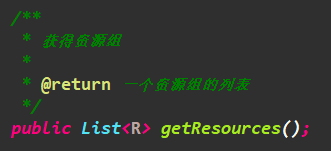 /**
 * 获得资源组
 *
 * @return 一个资源组的列表
 */
public List<R> getResources();